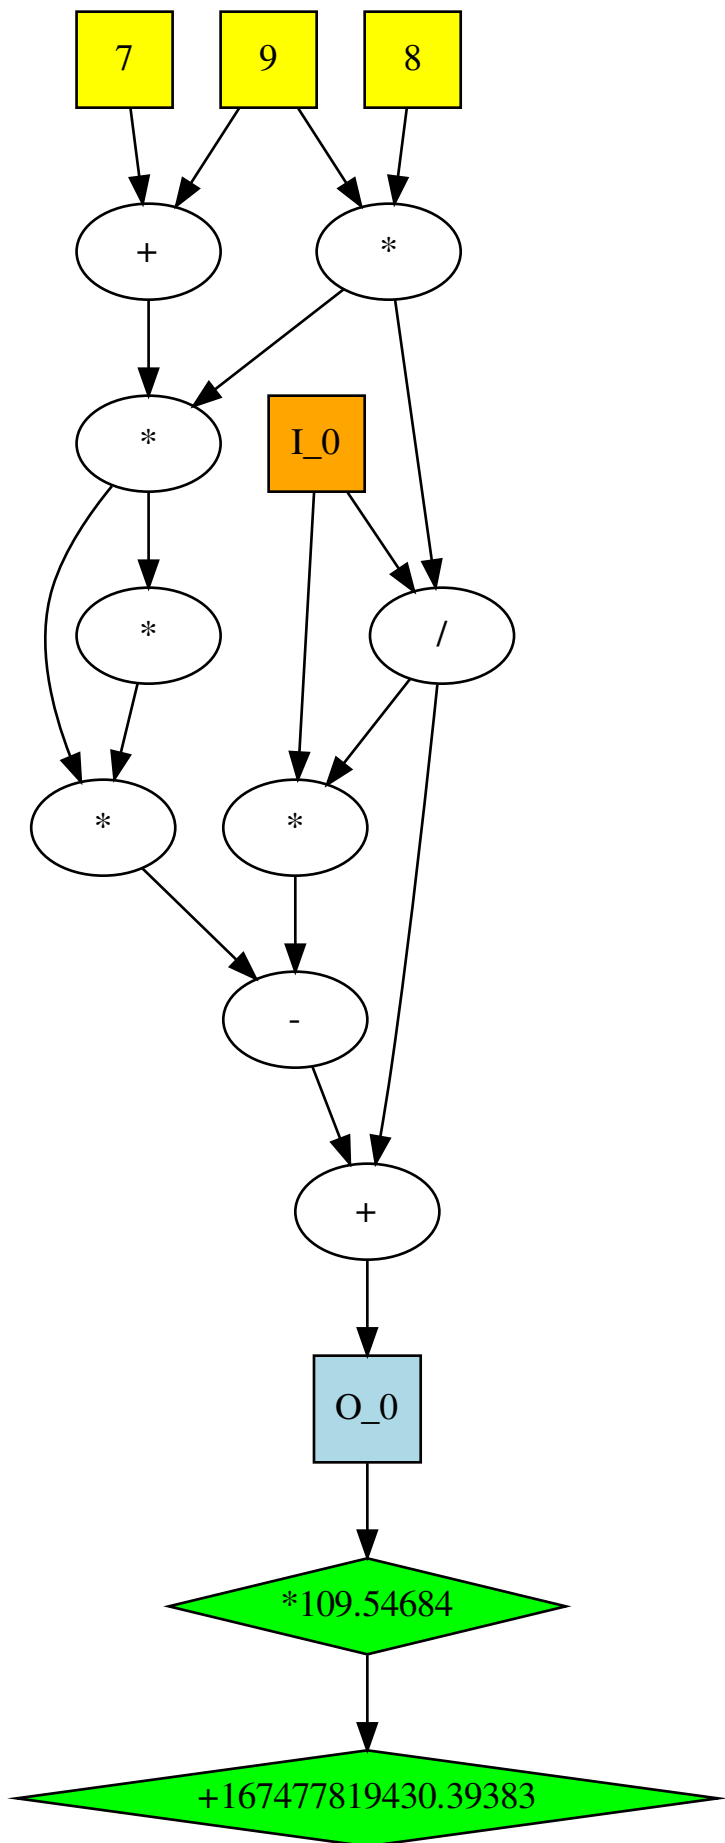 7 9 8
+ *
*
I_0
* /
* *
-
+
O_0
*109.54684
+167477819430.39383